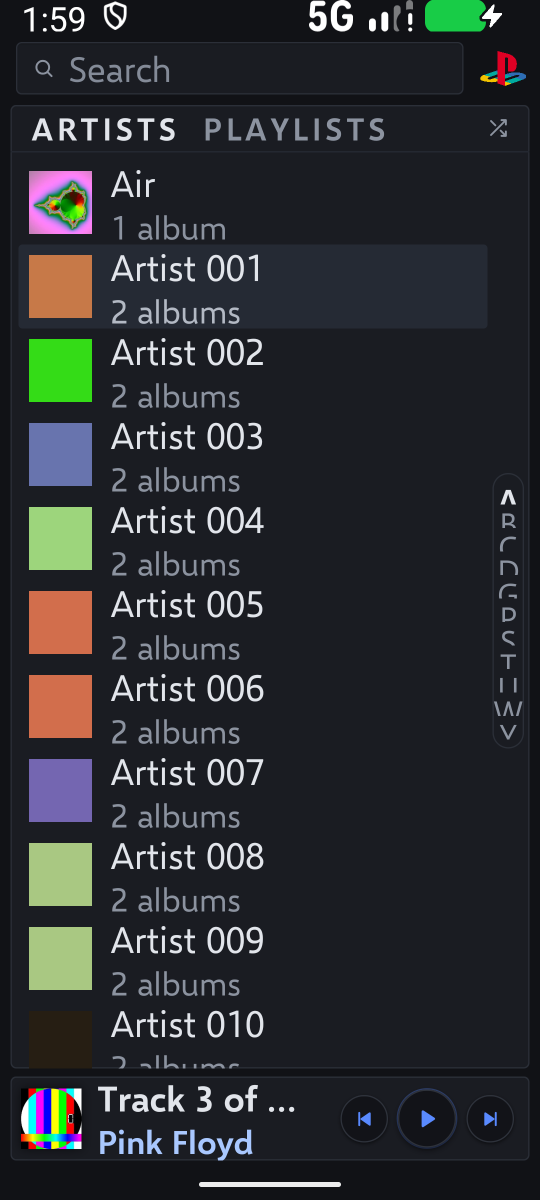 1:59 5G
Search
ARTISTS PLAYLISTS
Air
1 album
Artist 001
2 albums
Artist 002
2 albums
Artist 003
2 albums
Artist 004
2 albums
Artist 005
2 albums
Artist 006
2 albums
Artist 007
2 albums
Artist 008
2 albums
Artist 009
2 albums
Artist 010
2 albums
A
B
C
D
G
P
S
T
U
W
Y
Track 3 of ...
Pink Floyd